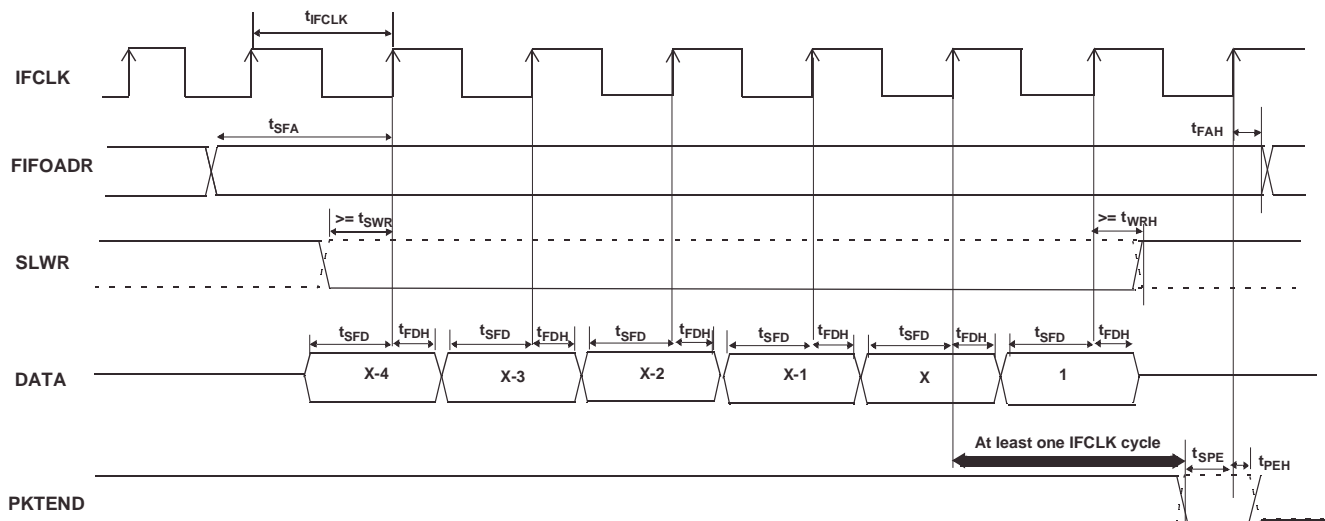 tIFCLK
IFCLK
tSFA
tFAH
FIFOADR
>= tSWR
>= tWRH
SLWR
tSFD tFDH tSFD tFDH tSFD tFDH tSFD tFDH tSFD tFDH tSFD tFDH
DATA X-4 X-3 X-2 X-1 X 1
At least one IFCLK cycle
tSPE
tPEH
PKTEND